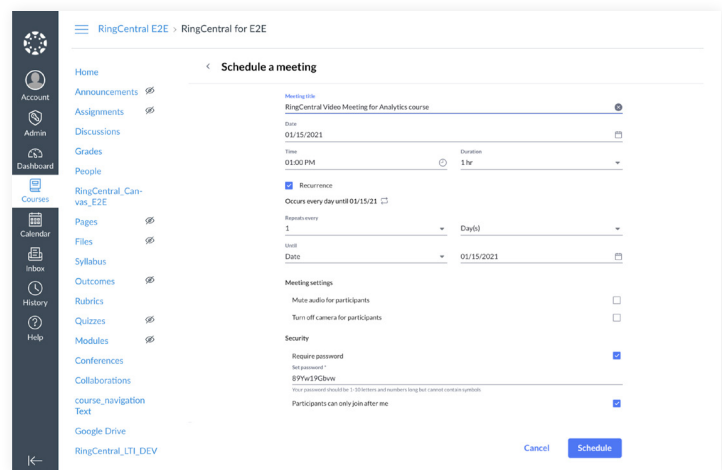 RingCentral E2E > RingCentral for E2E
Account
Admin
Dashboard
Courses
Calendar
Inbox
History
Help
Home
Announcements
Assignments
Discussions
Grades
People
RingCentral_Can-
vas_E2E
Pages
Files
Syllabus
Outcomes
Rubrics
Quizzes
Modules
Conferences
Collaborations
course_navigation
Text
Google Drive
RingCentral_LTI_DEV
Schedule a meeting
Meeting title
RingCentral Video Meeting for Analytics course
Date
01/15/2021
Time Duration
01:00 PM 1 hr
Recurrence
Occurs every day until 01/15/21
Repeats every
1 Day(s)
Until
Date 01/15/2021
Meeting settings
Mute audio for participants
Turn off camera for participants
Security
Require password
Set password *
89Yw19Gbvw
Your password should be 1-10 letters and numbers long but cannot contain symbols
Participants can only join after me
Cancel Schedule